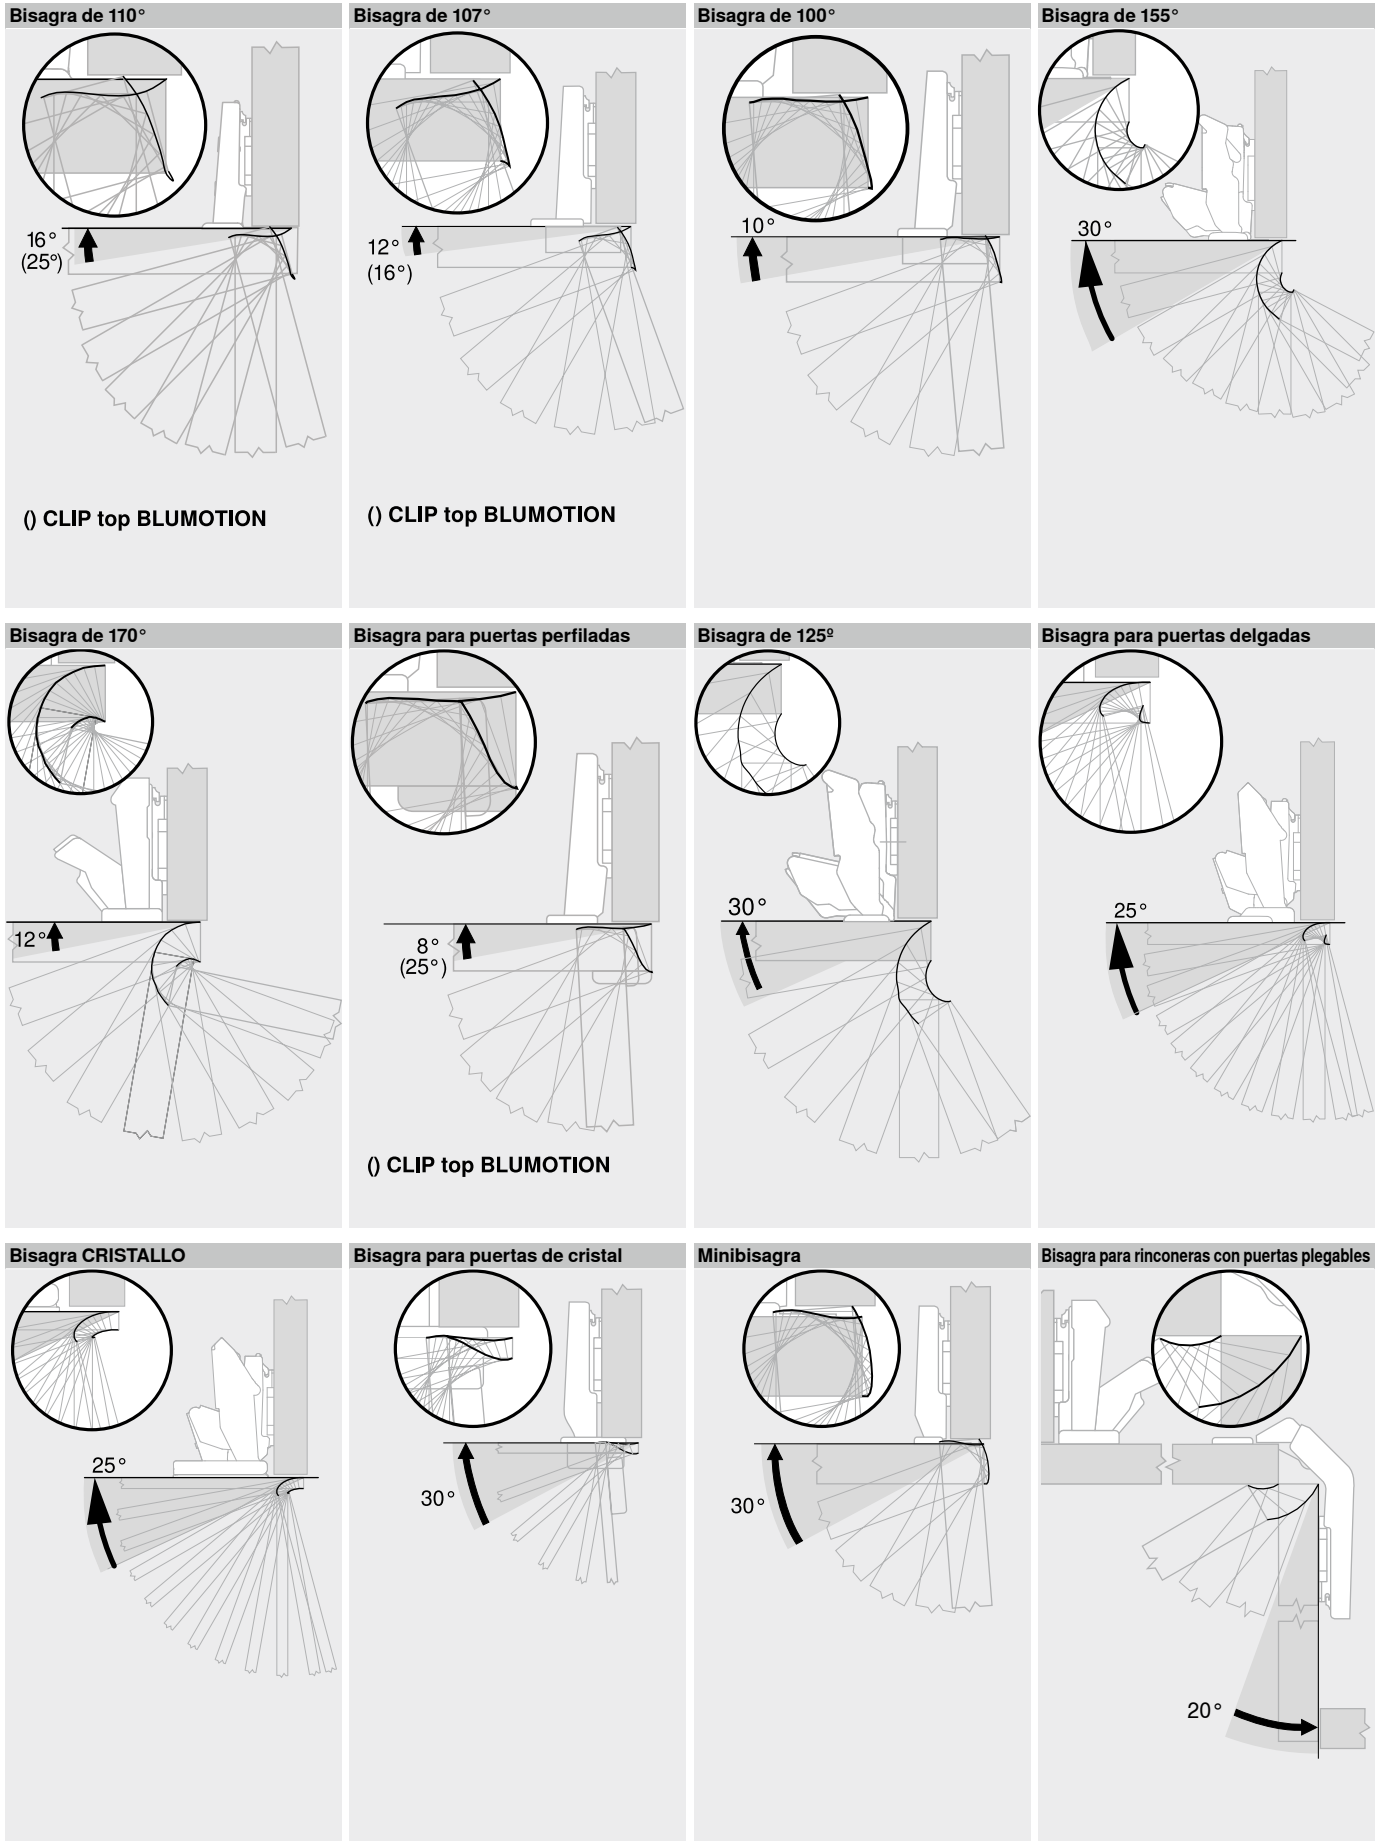 Bisagra de 110°
16°
(25°)
() CLIP top BLUMOTION
Bisagra de 107°
12°
(16°)
() CLIP top BLUMOTION
Bisagra de 100°
10°
Bisagra de 155°
30°
Bisagra de 170°
12°
Bisagra para puertas perfiladas
8°
(25°)
() CLIP top BLUMOTION
Bisagra de 125º
30°
Bisagra para puertas delgadas
25°
Bisagra CRISTALLO
25°
Bisagra para puertas de cristal
30°
Minibisagra
30°
Bisagra para rinconeras con puertas plegables
20°